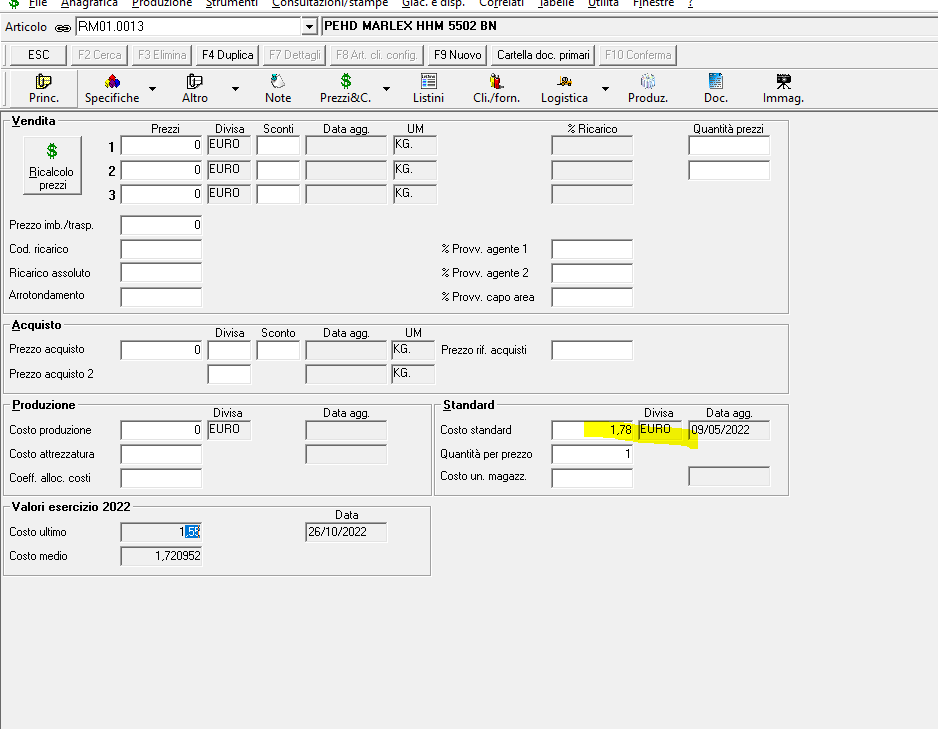 File Anagrafica Produzione Strumenti Consultazioni/stampe Giac. e disp. Correlati Tabelle Utilità Finestre ?
Articolo RM01.0013 PEHD MARLEX HHM 5502 BN
ESC F2 Cerca F3 Elimina F4 Duplica F7 Dettagli F8 Art. cli. config. F9 Nuovo Cartella doc. primari F10 Conferma
Princ. Specifiche Altro Note Prezzi&C. Listini Cli./forn. Logistica Produz. Doc. Immag.
Vendita
Prezzi Divisa Sconti Data agg. UM % Ricarico Quantità prezzi
Ricalcolo prezzi
1 0 EURO KG.
2 0 EURO KG.
3 0 EURO KG.
Prezzo imb./trasp. 0
Cod. ricarico % Provv. agente 1
Ricarico assoluto % Provv. agente 2
Arrotondamento % Provv. capo area
Acquisto
Divisa Sconto Data agg. UM
Prezzo acquisto 0 KG. Prezzo rif. acquisti
Prezzo acquisto 2 KG.
Produzione
Divisa Data agg.
Costo produzione 0 EURO
Costo attrezzatura
Coeff. alloc. costi
Standard
Divisa Data agg.
Costo standard 1,78 EURO 09/05/2022
Quantità per prezzo 1
Costo un. magazz.
Valori esercizio 2022
Data
Costo ultimo 26/10/2022
Costo medio 1,720952